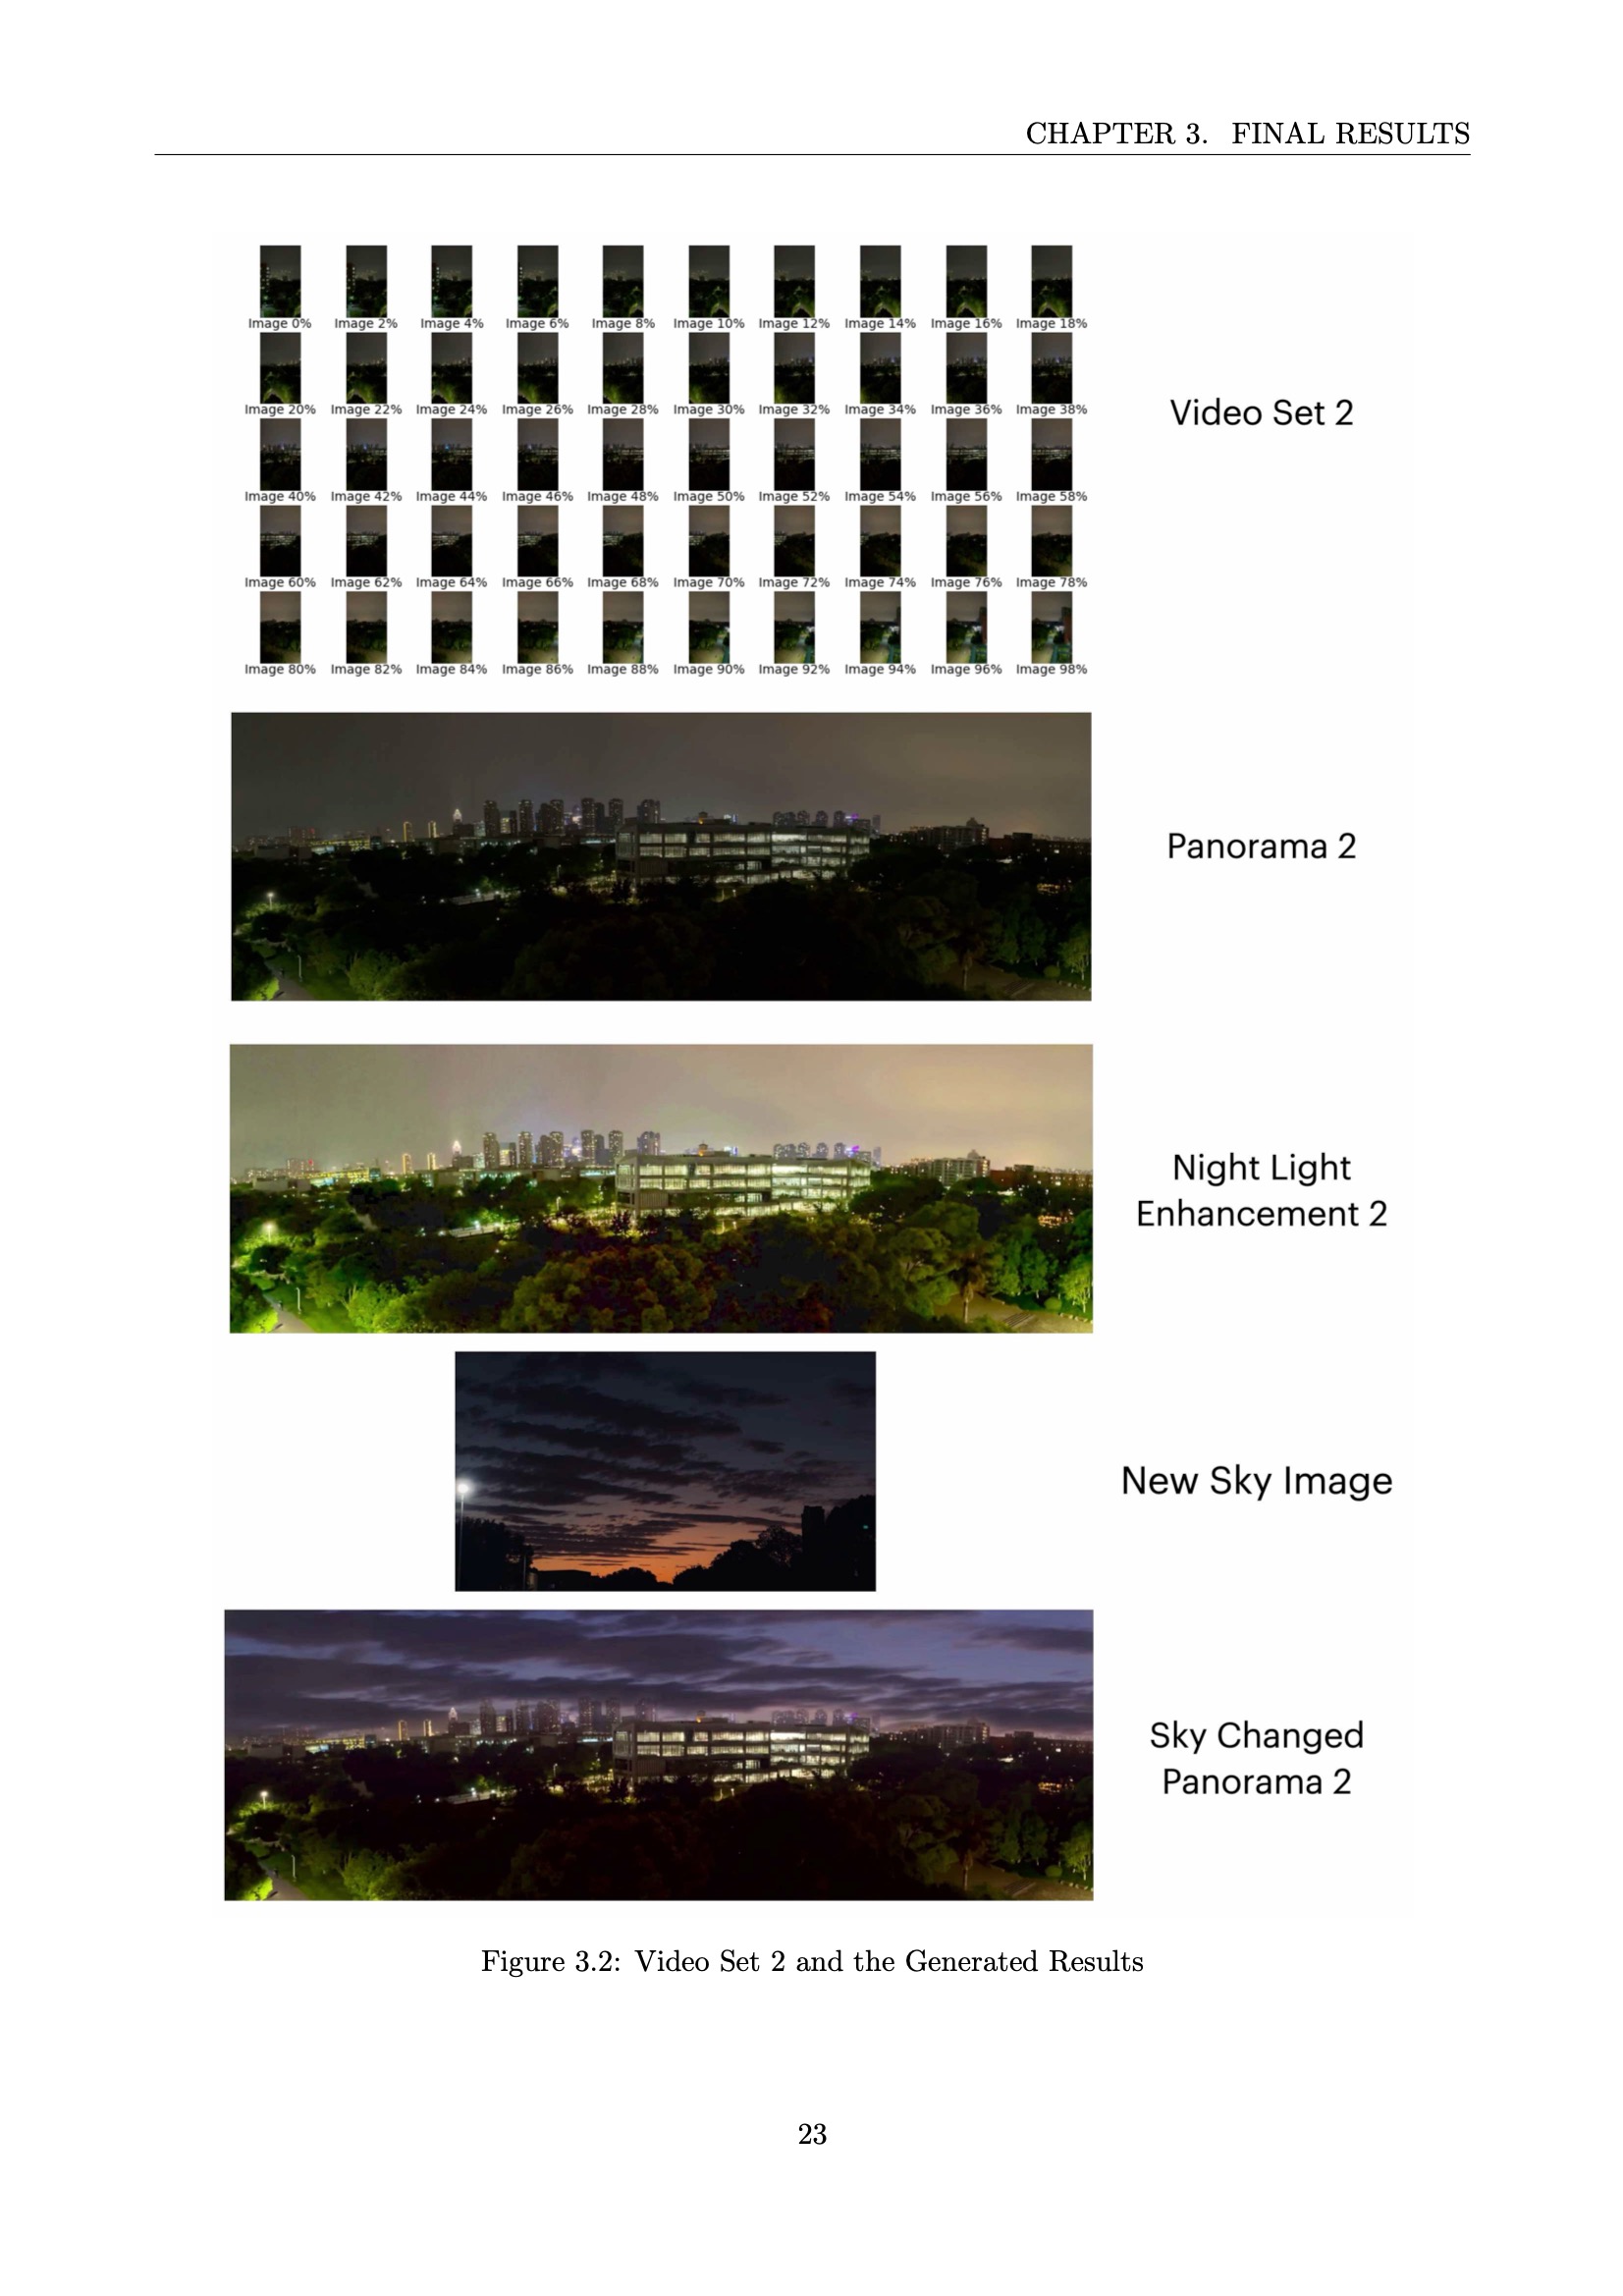 CHAPTER 3. FINAL RESULTS
Image 0% Image 2% Image 4% Image 6% Image 8% Image 10% Image 12% Image 14% Image 16% Image 18%
Image 20% Image 22% Image 24% Image 26% Image 28% Image 30% Image 32% Image 34% Image 36% Image 38%
Video Set 2
Image 40% Image 42% Image 44% Image 46% Image 48% Image 50% Image 52% Image 54% Image 56% Image 58%
Image 60% Image 62% Image 64% Image 66% Image 68% Image 70% Image 72% Image 74% Image 76% Image 78%
Image 80% Image 82% Image 84% Image 86% Image 88% Image 90% Image 92% Image 94% Image 96% Image 98%
Panorama 2
Night Light
Enhancement 2
New Sky Image
Sky Changed
Panorama 2
Figure 3.2: Video Set 2 and the Generated Results
23